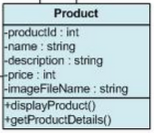 Product
-productId : int
-name : string
-description : string
-price : int
-imageFileName : string
+displayProduct()
+getProductDetails()